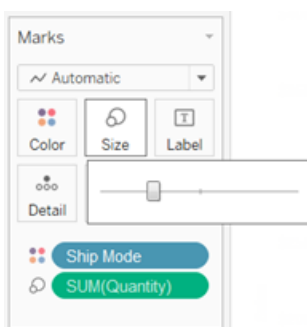 Marks
Automatic
Color Size Label
Detail
Ship Mode
SUM(Quantity)